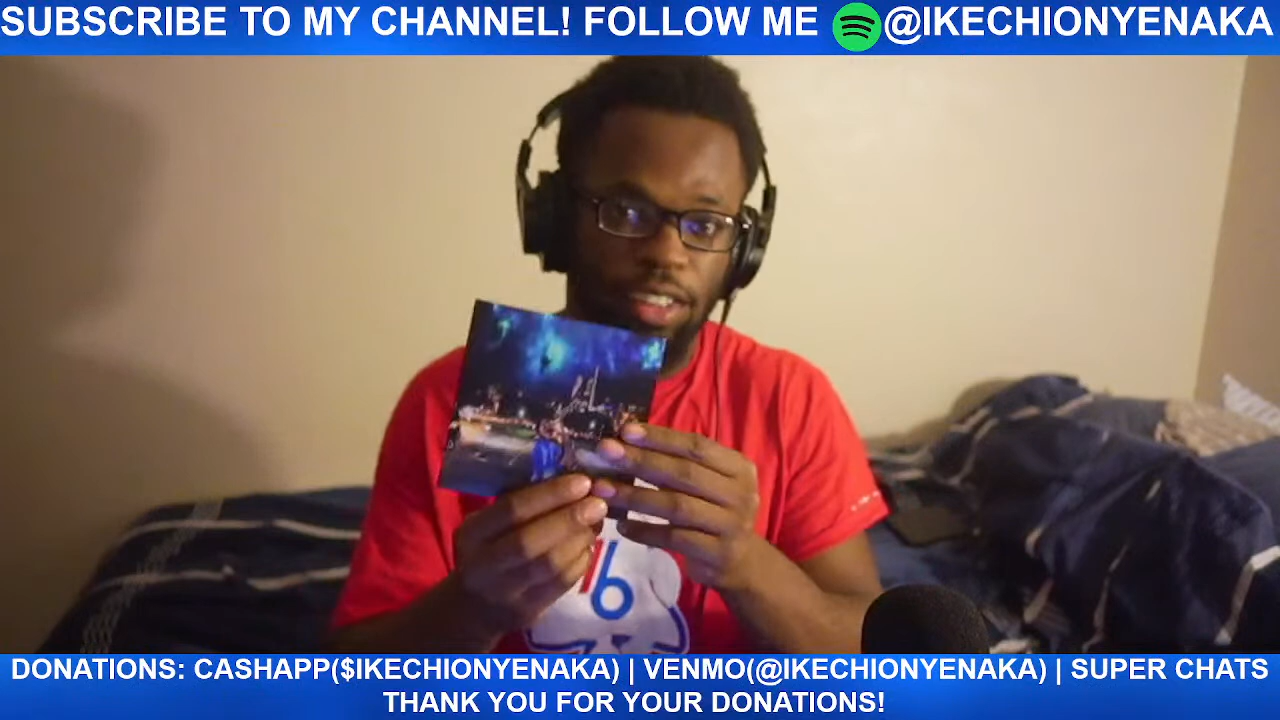 SUBSCRIBE TO MY CHANNEL! FOLLOW ME @IKECHIONYENAKA
76
DONATIONS: CASHAPP($IKECHIONYENAKA) | VENMO(@IKECHIONYENAKA) | SUPER CHATS
THANK YOU FOR YOUR DONATIONS!